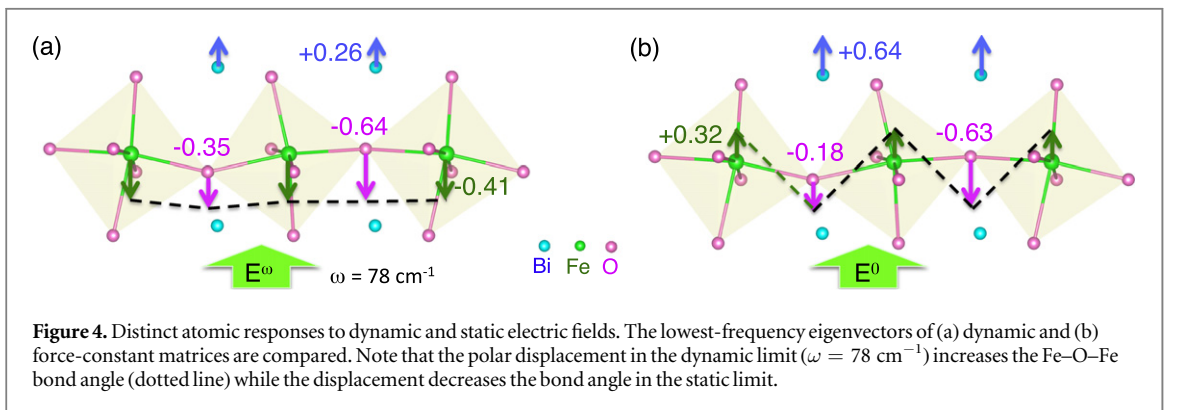 (a)
+0.26
-0.35
-0.64
-0.41
Eω
ω = 78 cm-1
(b)
+0.64
+0.32
-0.18
-0.63
E0
Bi Fe O
Figure 4. Distinct atomic responses to dynamic and static electric fields. The lowest-frequency eigenvectors of (a) dynamic and (b)
force-constant matrices are compared. Note that the polar displacement in the dynamic limit (ω = 78 cm−1) increases the Fe–O–Fe
bond angle (dotted line) while the displacement decreases the bond angle in the static limit.